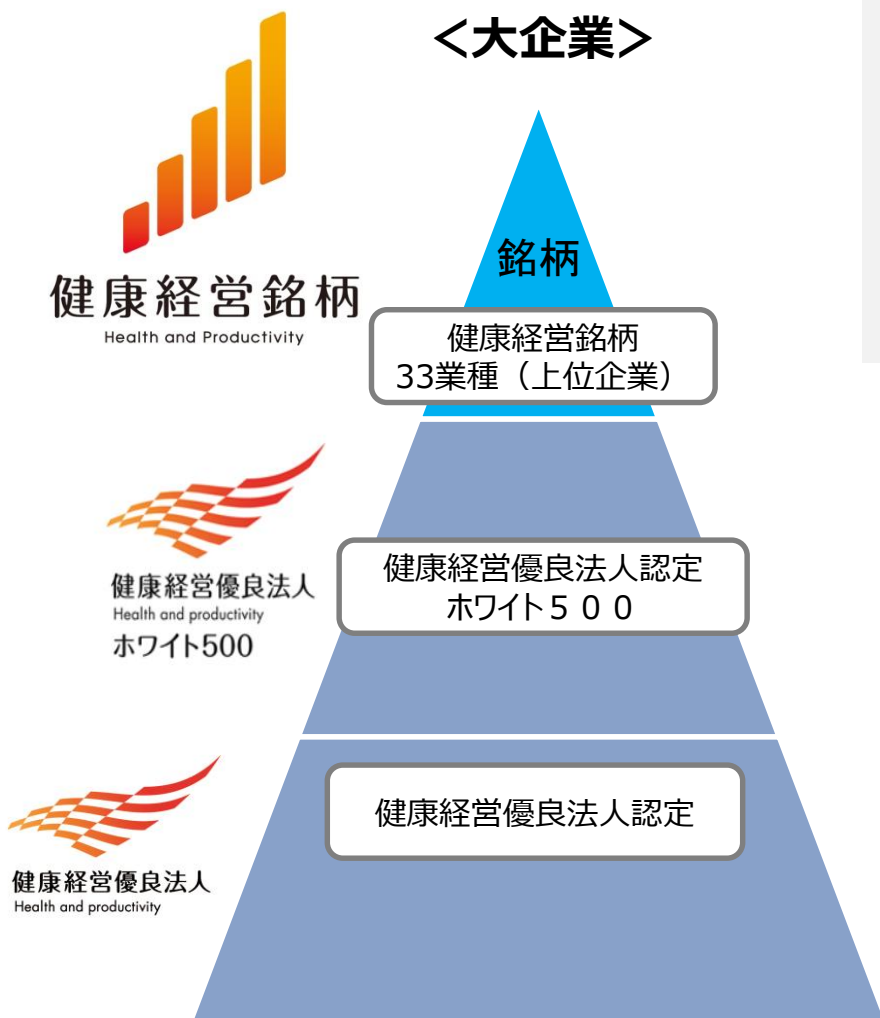 ＜大企業＞
健康経営銘柄
Health and Productivity
銘柄
健康経営銘柄
33業種（上位企業）
健康経営優良法人
Health and productivity
ホワイト500
健康経営優良法人認定
ホワイト５００
健康経営優良法人
Health and productivity
健康経営優良法人認定